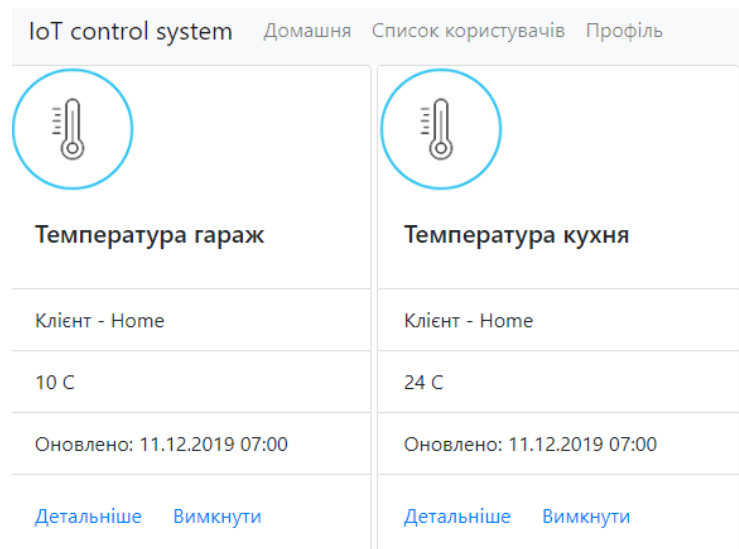 IoT control system Домашня Список користувачів Профіль
Температура гараж
Клієнт - Home
10 C
Оновлено: 11.12.2019 07:00
Детальніше Вимкнути
Температура кухня
Клієнт - Home
24 C
Оновлено: 11.12.2019 07:00
Детальніше Вимкнути